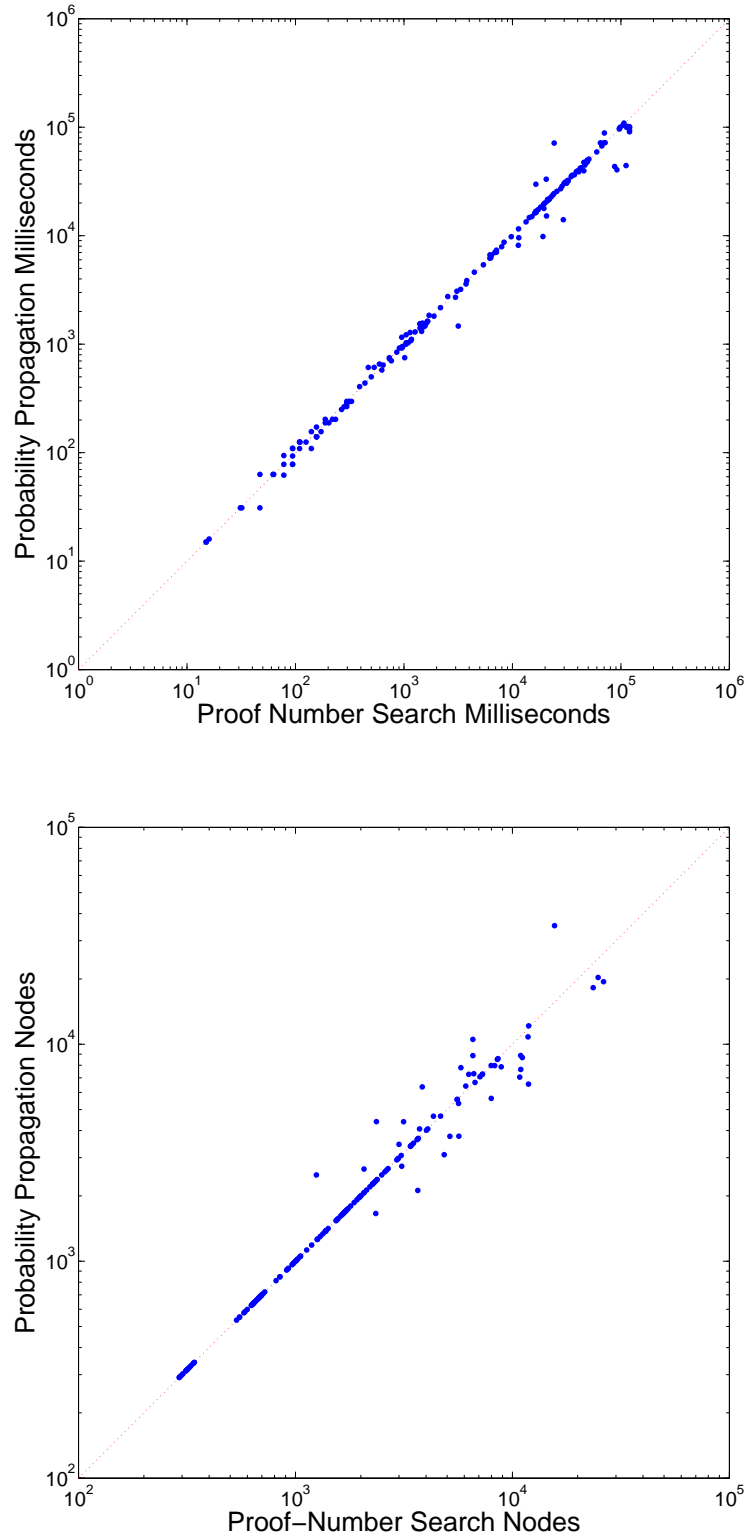 10^6
10^5
10^4
10^3
10^2
10^1
10^0
Probability Propagation Milliseconds
10^0 10^1 10^2 10^3 10^4 10^5 10^6
Proof Number Search Milliseconds
10^5
10^4
10^3
10^2
Probability Propagation Nodes
10^2 10^3 10^4 10^5
Proof−Number Search Nodes